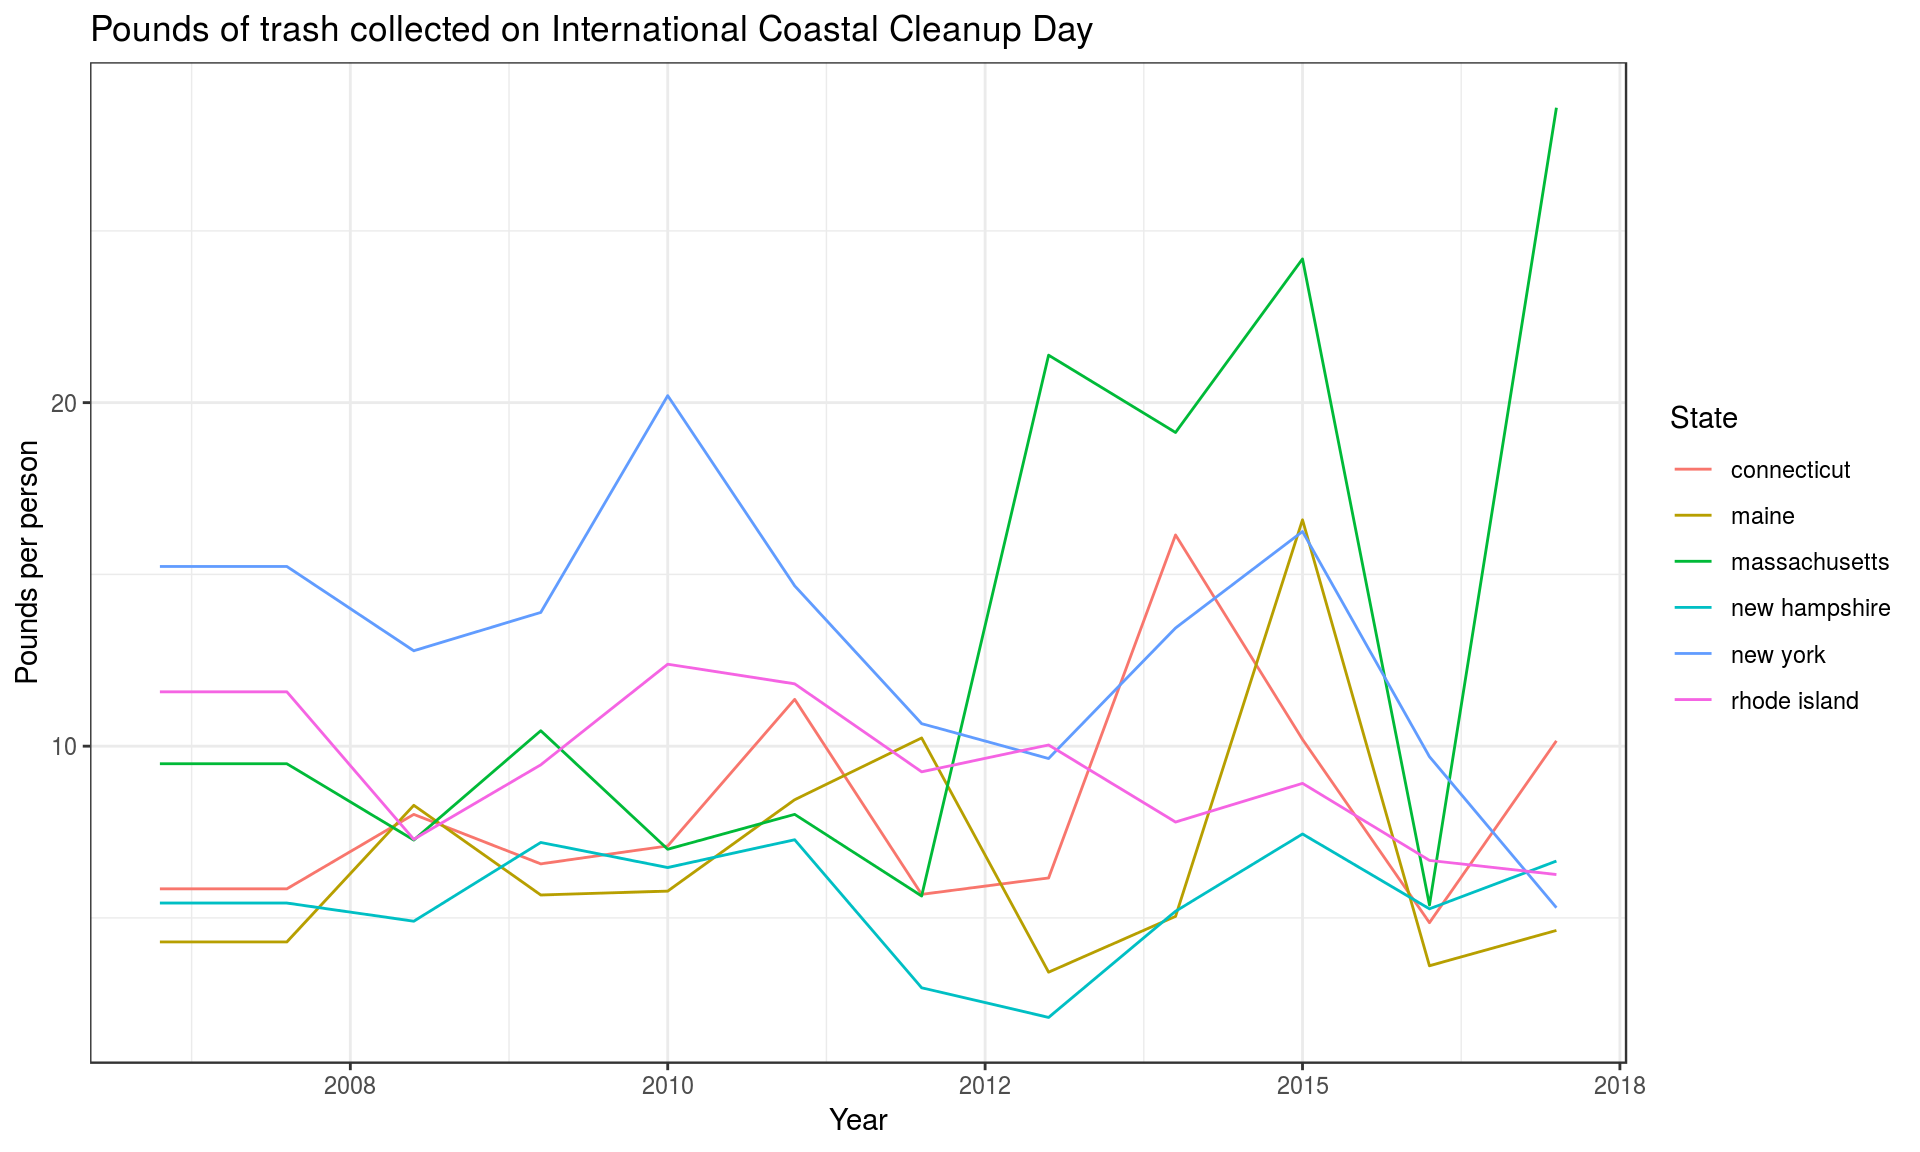 Pounds of trash collected on International Coastal Cleanup Day
Pounds per person
20
10
2008
2010
2012
2015
2018
Year
State
connecticut
maine
massachusetts
new hampshire
new york
rhode island